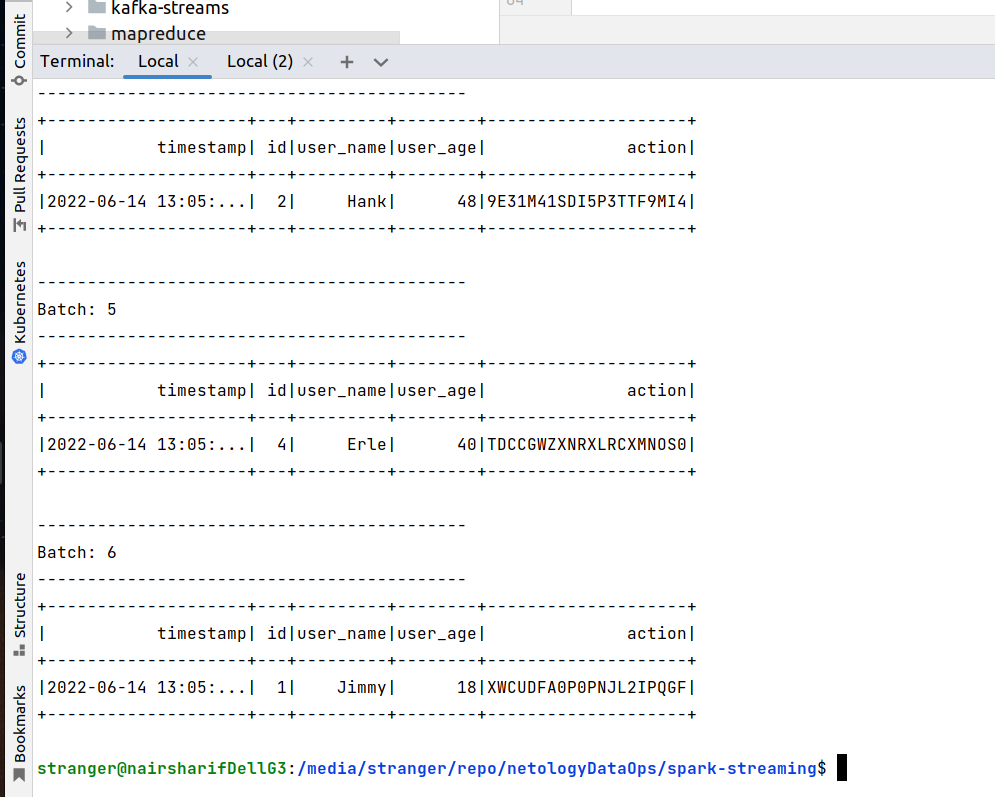 kafka-streams
64
mapreduce
Commit
Pull Requests
Kubernetes
Structure
Bookmarks
Terminal: Local × Local (2) × +
-------------------------------------------
+--------------------+---+---------+--------+--------------------+
|           timestamp| id|user_name|user_age|              action|
+--------------------+---+---------+--------+--------------------+
|2022-06-14 13:05:...|  2|     Hank|      48|9E31M41SDI5P3TTF9MI4|
+--------------------+---+---------+--------+--------------------+
-------------------------------------------
Batch: 5
-------------------------------------------
+--------------------+---+---------+--------+--------------------+
|           timestamp| id|user_name|user_age|              action|
+--------------------+---+---------+--------+--------------------+
|2022-06-14 13:05:...|  4|     Erle|      40|TDCCGWZXNRXLRCXMNOS0|
+--------------------+---+---------+--------+--------------------+
-------------------------------------------
Batch: 6
-------------------------------------------
+--------------------+---+---------+--------+--------------------+
|           timestamp| id|user_name|user_age|              action|
+--------------------+---+---------+--------+--------------------+
|2022-06-14 13:05:...|  1|    Jimmy|      18|XWCUDFA0P0PNJL2IPQGF|
+--------------------+---+---------+--------+--------------------+
stranger@nairsharifDellG3:/media/stranger/repo/netologyDataOps/spark-streaming$